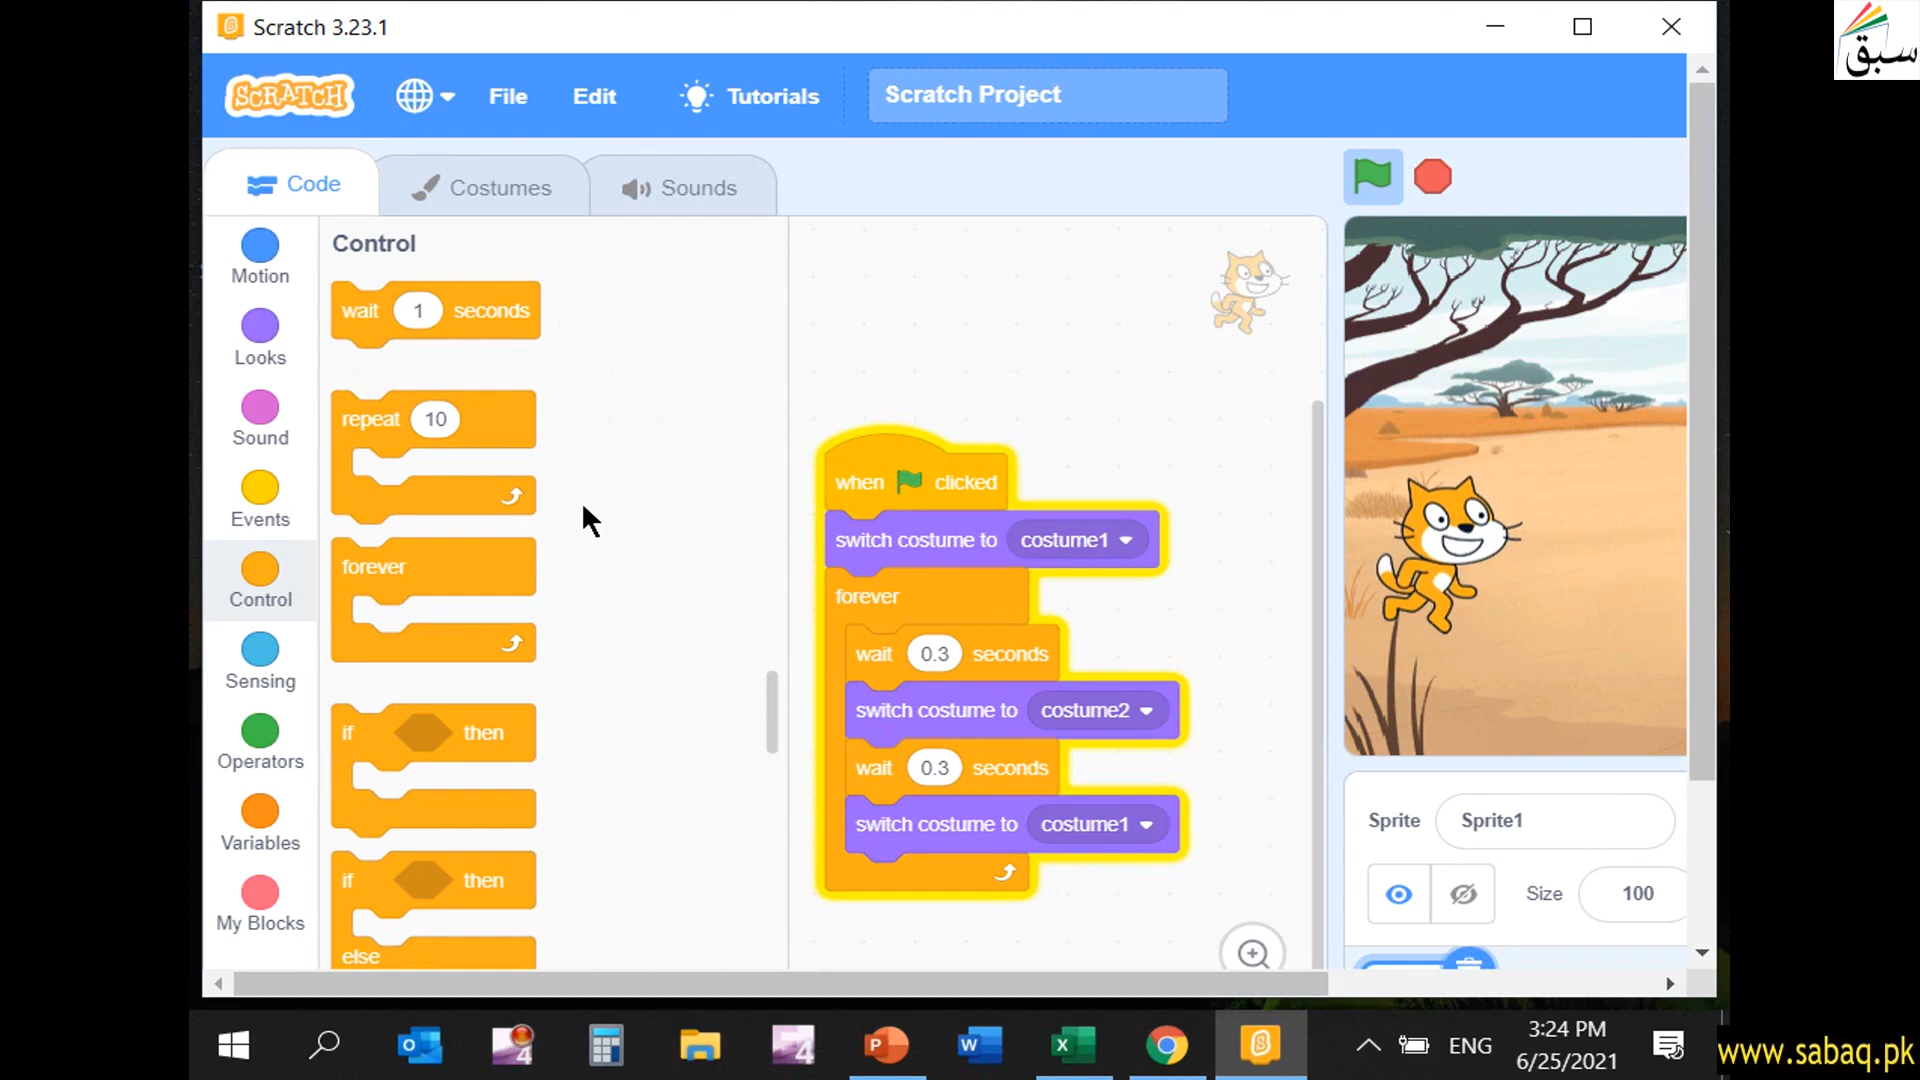 Scratch 3.23.1
سبق
SCRATCH
File
Edit
Tutorials
Scratch Project
Code
Costumes
Sounds
Motion
Looks
Sound
Events
Control
Sensing
Operators
Variables
My Blocks
Control
wait 1 seconds
repeat 10
forever
if then
if then
else
when clicked
switch costume to costume1
forever
wait 0.3 seconds
switch costume to costume2
wait 0.3 seconds
switch costume to costume1
Sprite Sprite1
Size 100
ENG
3:24 PM
6/25/2021
www.sabaq.pk